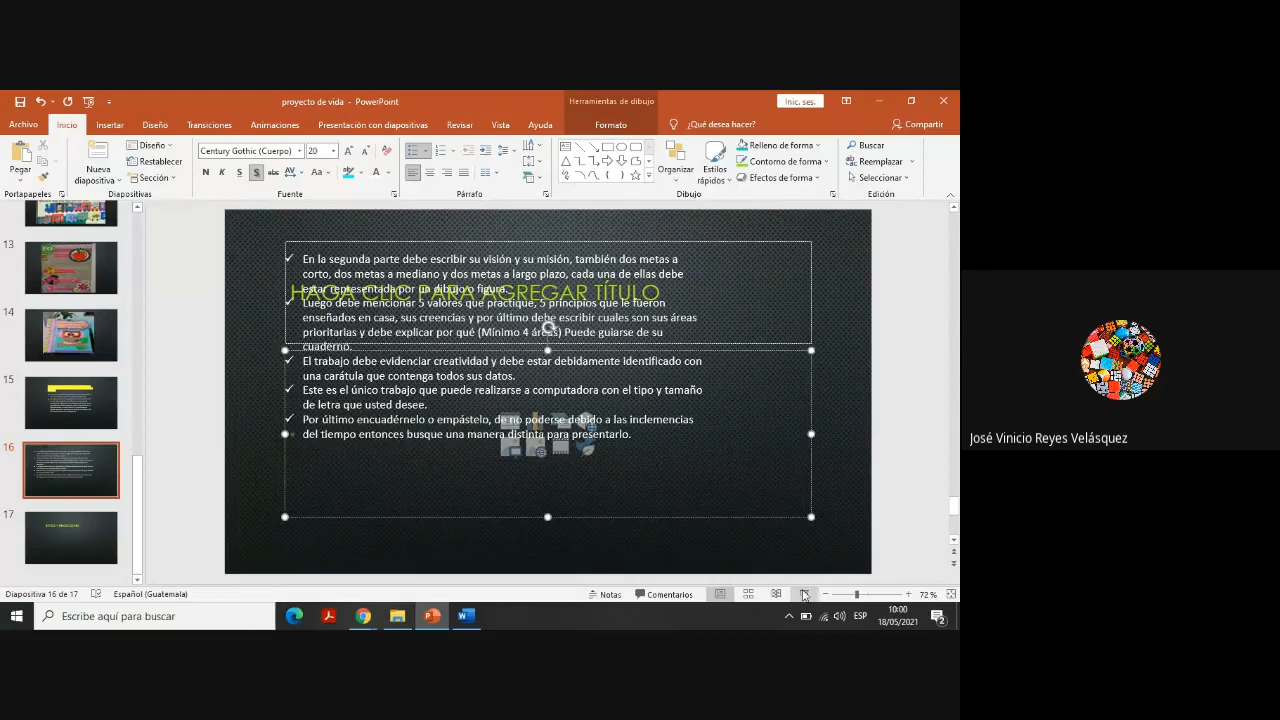 proyecto de vida - PowerPoint
Herramientas de dibujo
Inic. ses.
Archivo
Inicio
Insertar
Diseño
Transiciones
Animaciones
Presentación con diapositivas
Revisar
Vista
Ayuda
Formato
¿Qué desea hacer?
Compartir
Pegar
Nueva diapositiva
Diseño
Restablecer
Sección
Century Gothic (Cuerpo)
20
N K S S abc AV Aa A
Organizar
Estilos rápidos
Relleno de forma
Contorno de forma
Efectos de forma
Buscar
Reemplazar
Seleccionar
Portapapeles
Diapositivas
Fuente
Párrafo
Dibujo
Edición
13
14
15
16
17
En la segunda parte debe escribir su visión y su misión, también dos metas a
corto, dos metas a mediano y dos metas a largo plazo, cada una de ellas debe
estar representada por un dibujo o figura.
HAGA CLIC PARA AGREGAR TÍTULO
Luego debe mencionar 5 valores que practique, 5 principios que le fueron
enseñados en casa, sus creencias y por último debe escribir cuales son sus áreas
prioritarias y debe explicar por qué (Mínimo 4 áreas) Puede guiarse de su
cuaderno.
El trabajo debe evidenciar creatividad y debe estar debidamente identificado con
una carátula que contenga todos sus datos.
Este es el único trabajo que puede realizarse a computadora con el tipo y tamaño
de letra que usted desee.
Por último encuadérnelo o empástelo, de no poderse debido a las inclemencias
del tiempo entonces busque una manera distinta para presentarlo.
José Vinicio Reyes Velásquez
Diapositiva 16 de 17
Español (Guatemala)
Notas
Comentarios
72 %
Escribe aquí para buscar
ESP
10:00
18/05/2021
2